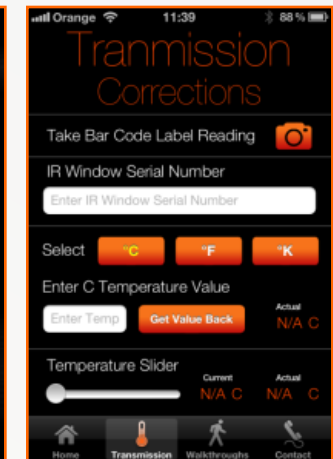 Orange 11:39 88 %
Tranmission
Corrections
Take Bar Code Label Reading
IR Window Serial Number
Enter IR Window Serial Number
Select °C °F °K
Enter C Temperature Value
Enter Temp Get Value Back Actual
N/A C
Temperature Slider
Current Actual
N/A C N/A C
Home Transmission Walkthroughs Contact